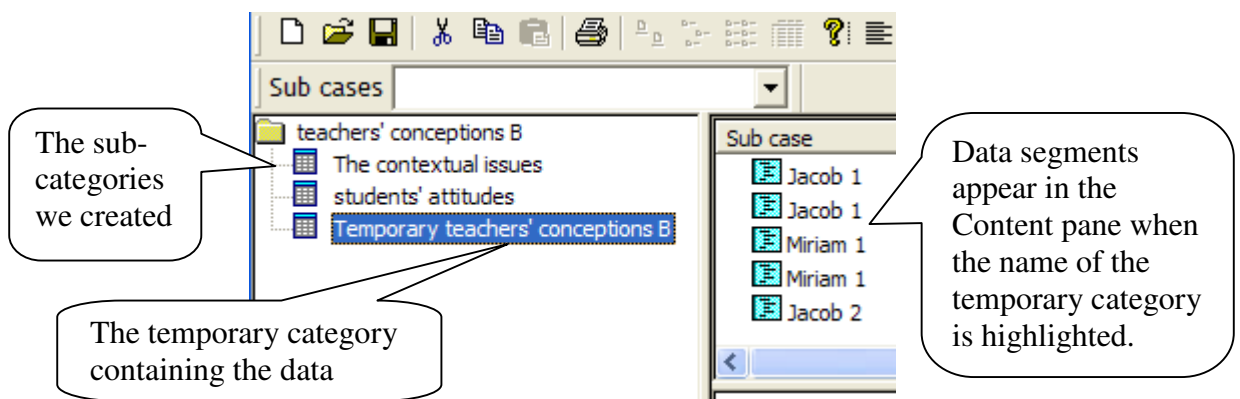 Sub cases
The sub-
categories
we created
teachers' conceptions B
The contextual issues
students' attitudes
Temporary teachers' conceptions B
The temporary category
containing the data
Sub case
Jacob 1
Jacob 1
Miriam 1
Miriam 1
Jacob 2
Data segments
appear in the
Content pane when
the name of the
temporary category
is highlighted.